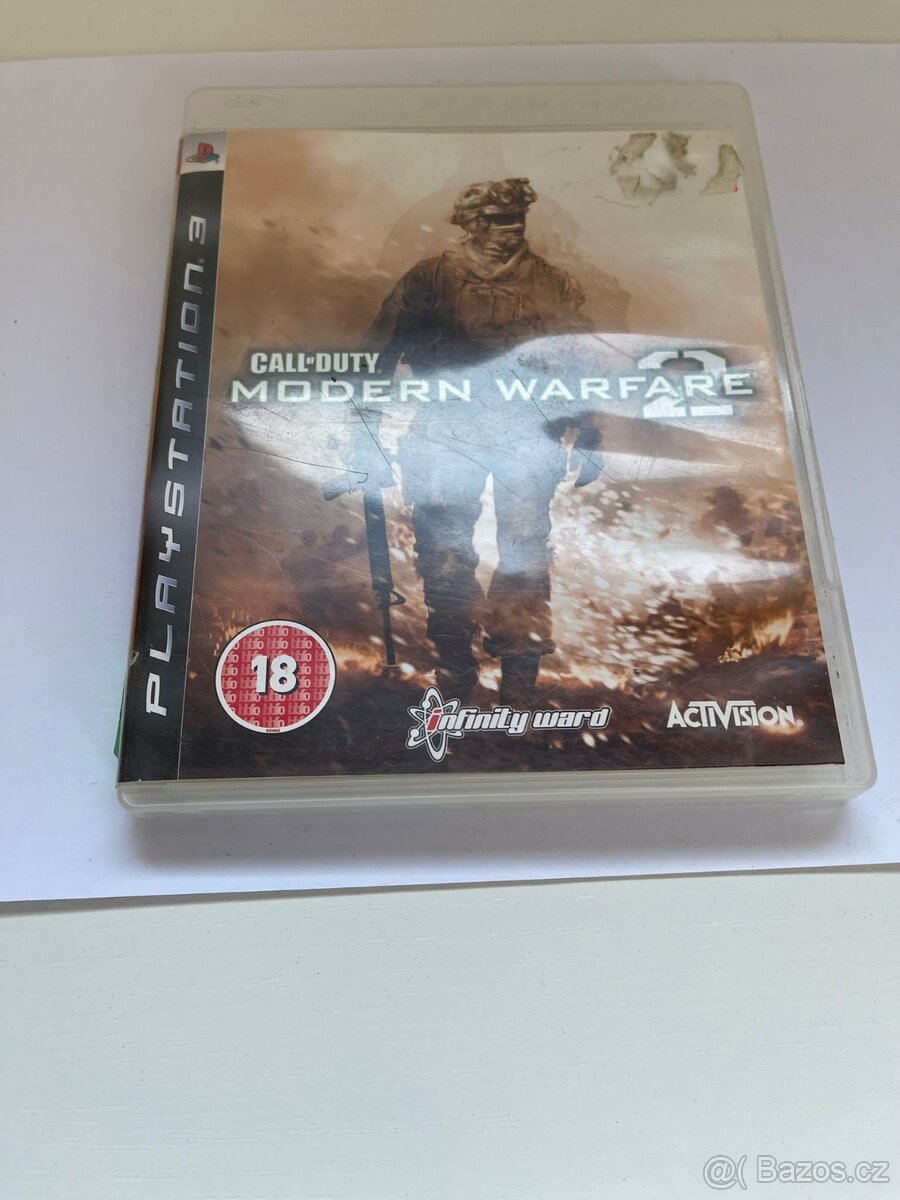 PLAYSTATION 3
CALL OF DUTY
MODERN WARFARE 2
18
infinity ward
ACTIVISION
@( Bazos.cz